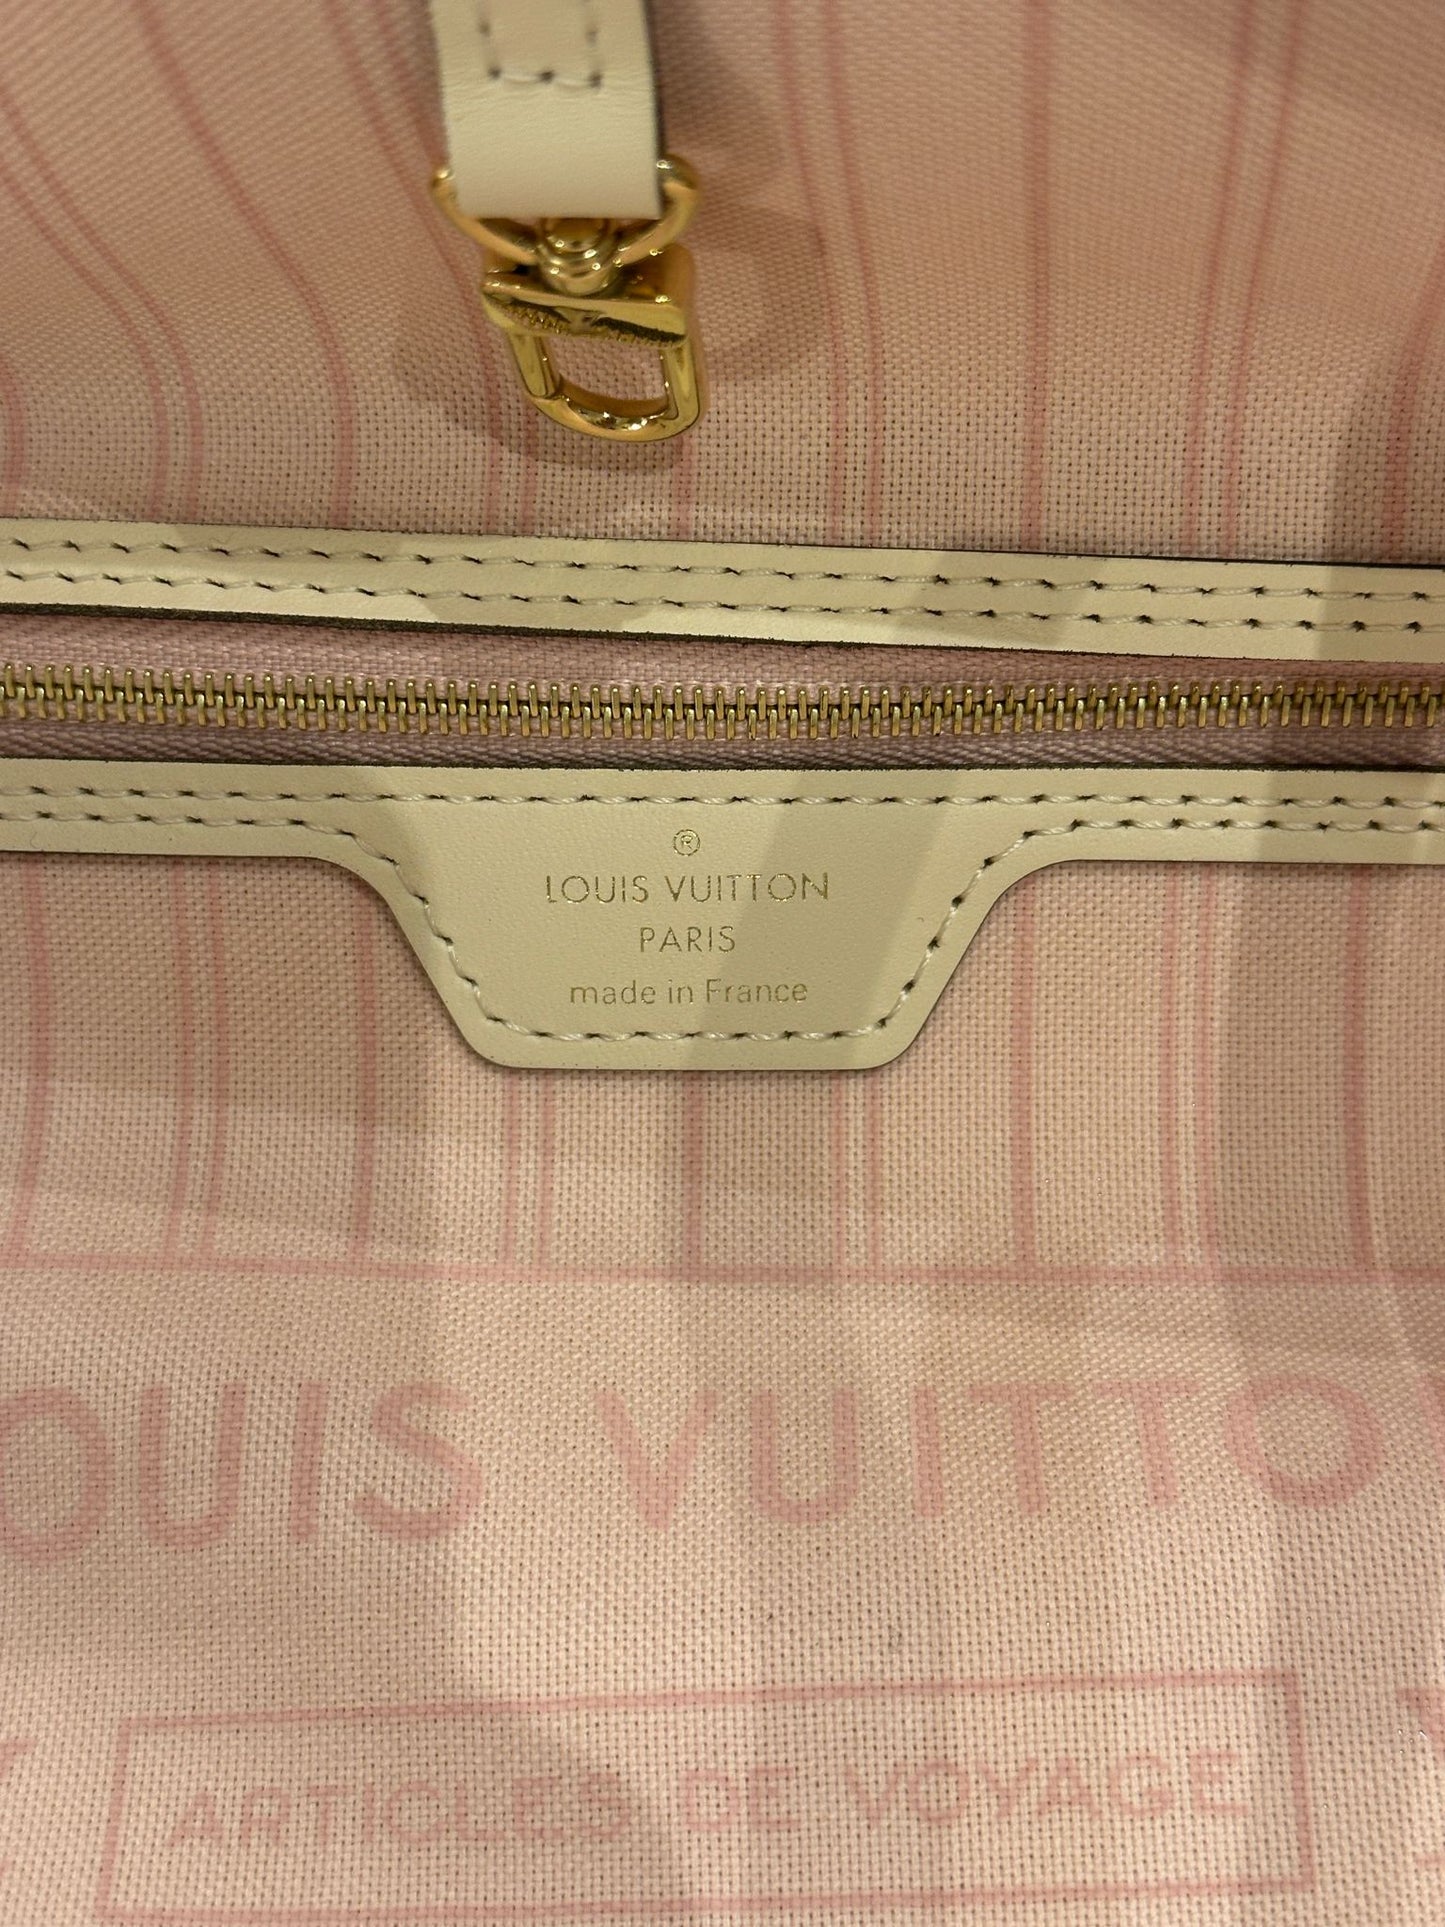 ®
LOUIS VUITTON
PARIS
made in France
OUIS VUITTO
ARTICLES DE VOYAGE